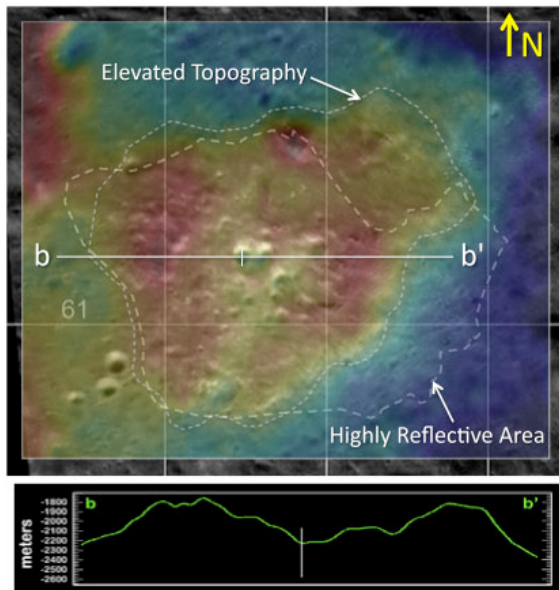 N
Elevated Topography
b
b'
61
Highly Reflective Area
b
b'
meters
-1800
-1900
-2000
-2100
-2200
-2300
-2400
-2500
-2600